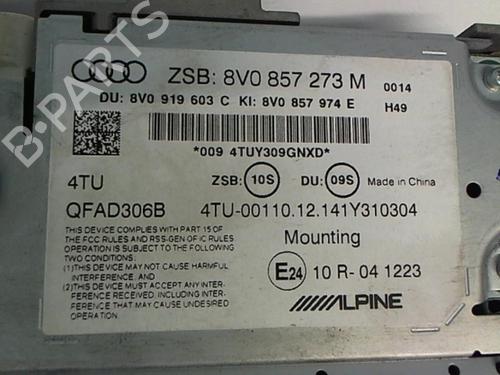 B-PARTS
ZSB: 8V0 857 273 M
0014
DU: 8V0 919 603 C KI: 8V0 857 974 E
H49
*009 4TUY309GNXD*
4TU ZSB: 10S DU: 09S Made in China
QFAD306B 4TU-00110.12.141Y310304
THIS DEVICE COMPLIES WITH PART 15 OF
THE FCC RULES AND RSS-GEN OF IC RULES
OPERATION IS SUBJECT TO THE FOLLOWING
TWO CONDITIONS:
(1)THIS DEVICE MAY NOT CAUSE HARMFUL
INTERFERENCE, AND
(2)THIS DEVICE MUST ACCEPT ANY INTER-
FERENCE RECEIVED, INCLUDING INTER-
FERENCE THAT MAY CAUSE UNDESIRED
OPERATION.
Mounting
E24 10 R- 04 1223
ALPINE